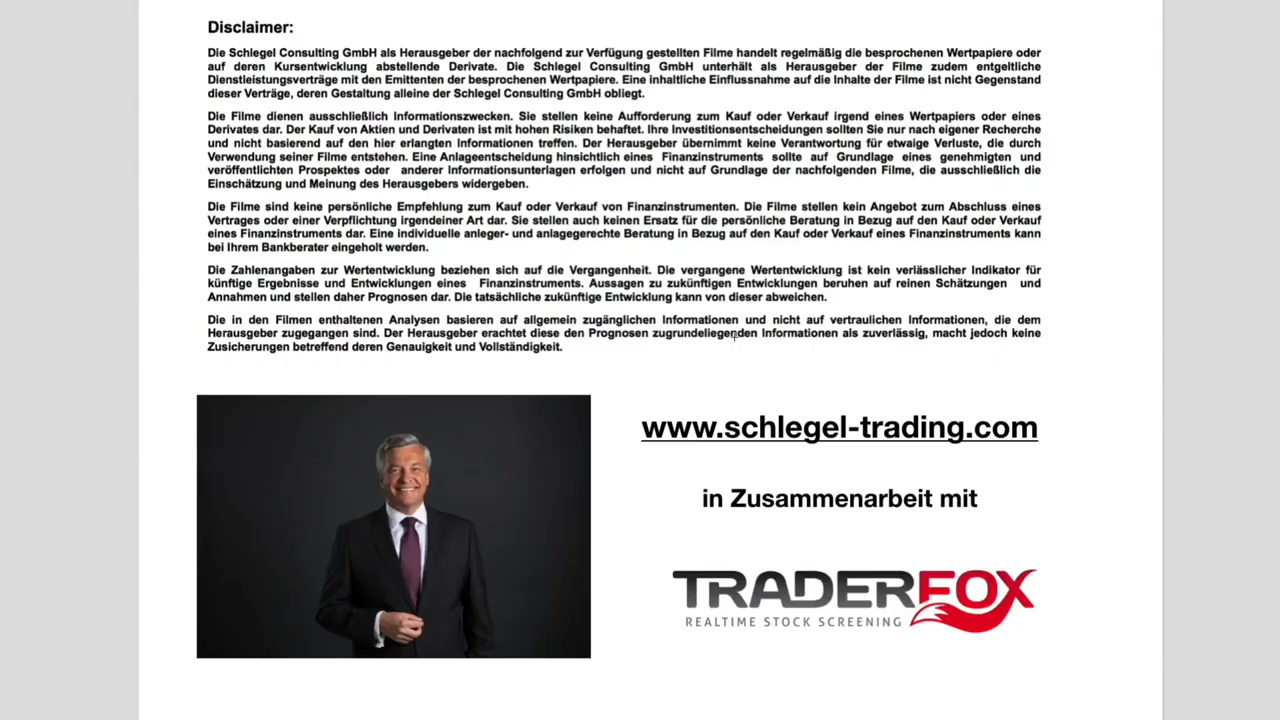 Disclaimer:
Die Schlegel Consulting GmbH als Herausgeber der nachfolgend zur Verfügung gestellten Filme handelt regelmäßig die besprochenen Wertpapiere oder
auf deren Kursentwicklung abstellende Derivate. Die Schlegel Consulting GmbH unterhält als Herausgeber der Filme zudem entgeltliche
Dienstleistungsverträge mit den Emittenten der besprochenen Wertpapiere. Eine inhaltliche Einflussnahme auf die Inhalte der Filme ist nicht Gegenstand
dieser Verträge, deren Gestaltung alleine der Schlegel Consulting GmbH obliegt.
Die Filme dienen ausschließlich Informationszwecken. Sie stellen keine Aufforderung zum Kauf oder Verkauf irgend eines Wertpapiers oder eines
Derivates dar. Der Kauf von Aktien und Derivaten ist mit hohen Risiken behaftet. Ihre Investitionsentscheidungen sollten Sie nur nach eigener Recherche
und nicht basierend auf den hier erlangten Informationen treffen. Der Herausgeber übernimmt keine Verantwortung für etwaige Verluste, die durch
Verwendung seiner Filme entstehen. Eine Anlageentscheidung hinsichtlich eines Finanzinstruments sollte auf Grundlage eines genehmigten und
veröffentlichten Prospektes oder anderer Informationsunterlagen erfolgen und nicht auf Grundlage der nachfolgenden Filme, die ausschließlich die
Einschätzung und Meinung des Herausgebers widergeben.
Die Filme sind keine persönliche Empfehlung zum Kauf oder Verkauf von Finanzinstrumenten. Die Filme stellen kein Angebot zum Abschluss eines
Vertrages oder einer Verpflichtung irgendeiner Art dar. Sie stellen auch keinen Ersatz für die persönliche Beratung in Bezug auf den Kauf oder Verkauf
eines Finanzinstruments dar. Eine individuelle anleger- und anlagegerechte Beratung in Bezug auf den Kauf oder Verkauf eines Finanzinstruments kann
bei Ihrem Bankberater eingeholt werden.
Die Zahlenangaben zur Wertentwicklung beziehen sich auf die Vergangenheit. Die vergangene Wertentwicklung ist kein verlässlicher Indikator für
künftige Ergebnisse und Entwicklungen eines Finanzinstruments. Aussagen zu zukünftigen Entwicklungen beruhen auf reinen Schätzungen und
Annahmen und stellen daher Prognosen dar. Die tatsächliche zukünftige Entwicklung kann von dieser abweichen.
Die in den Filmen enthaltenen Analysen basieren auf allgemein zugänglichen Informationen und nicht auf vertraulichen Informationen, die dem
Herausgeber zugegangen sind. Der Herausgeber erachtet diese den Prognosen zugrundeliegenden Informationen als zuverlässig, macht jedoch keine
Zusicherungen betreffend deren Genauigkeit und Vollständigkeit.
www.schlegel-trading.com
in Zusammenarbeit mit
TRADERFOX
REALTIME STOCK SCREENING